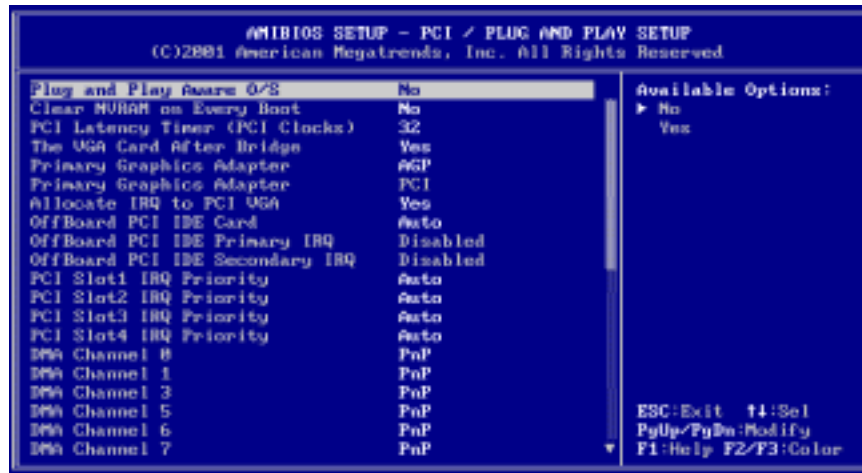 AMIBIOS SETUP - PCI / PLUG AND PLAY SETUP
(C)2001 American Megatrends, Inc. All Rights Reserved
Plug and Play Aware O/S No
Clear NVRAM on Every Boot No
PCI Latency Timer (PCI Clocks) 32
The VGA Card After Bridge Yes
Primary Graphics Adapter AGP
Primary Graphics Adapter PCI
Allocate IRQ to PCI VGA Yes
OffBoard PCI IDE Card Auto
OffBoard PCI IDE Primary IRQ Disabled
OffBoard PCI IDE Secondary IRQ Disabled
PCI Slot1 IRQ Priority Auto
PCI Slot2 IRQ Priority Auto
PCI Slot3 IRQ Priority Auto
PCI Slot4 IRQ Priority Auto
DMA Channel 0 PnP
DMA Channel 1 PnP
DMA Channel 3 PnP
DMA Channel 5 PnP
DMA Channel 6 PnP
DMA Channel 7 PnP
Available Options:
► No
Yes
ESC:Exit ↑↓:Sel
PgUp/PgDn:Modify
F1:Help F2/F3:Color